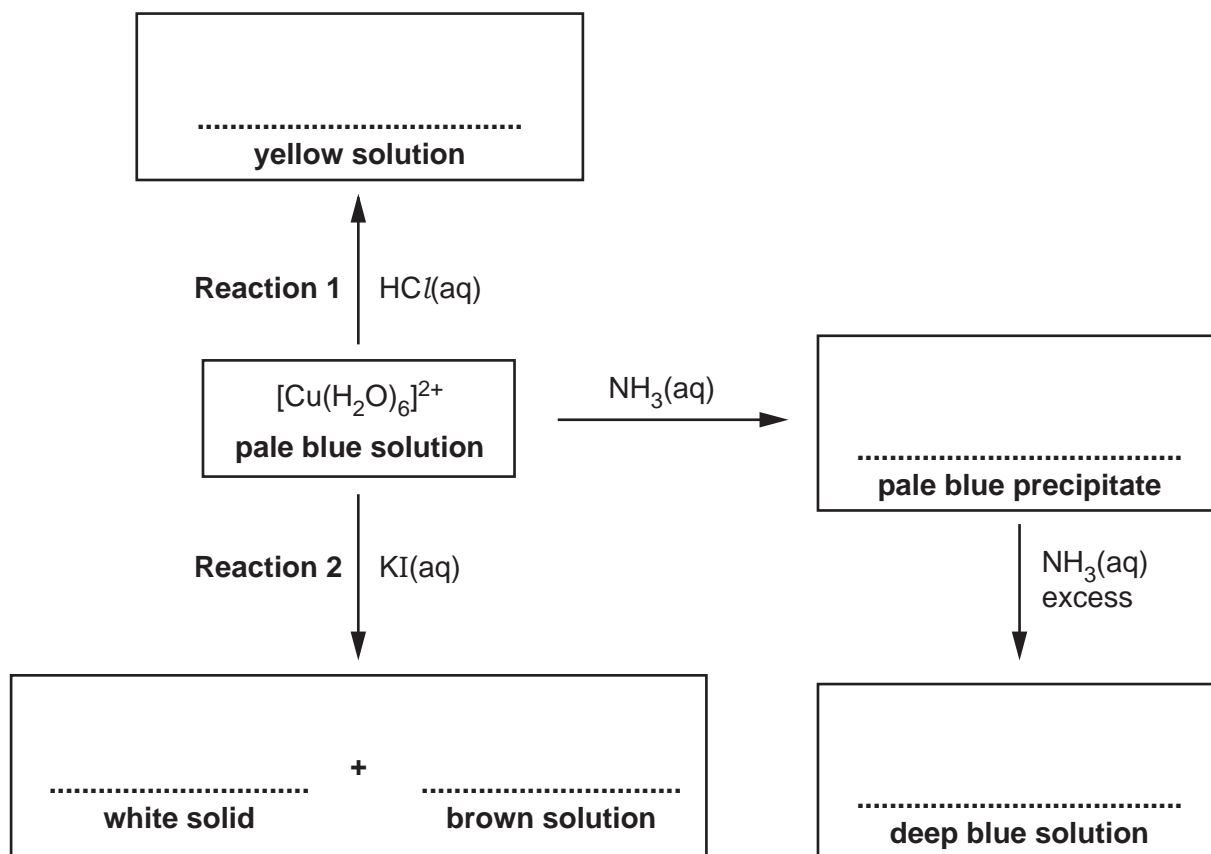 ........................................
yellow solution
Reaction 1 HCl(aq)
[Cu(H₂O)₆]²⁺
pale blue solution
NH₃(aq)
........................................
pale blue precipitate
Reaction 2 KI(aq)
NH₃(aq)
excess
................................ + ................................
white solid brown solution
........................................
deep blue solution